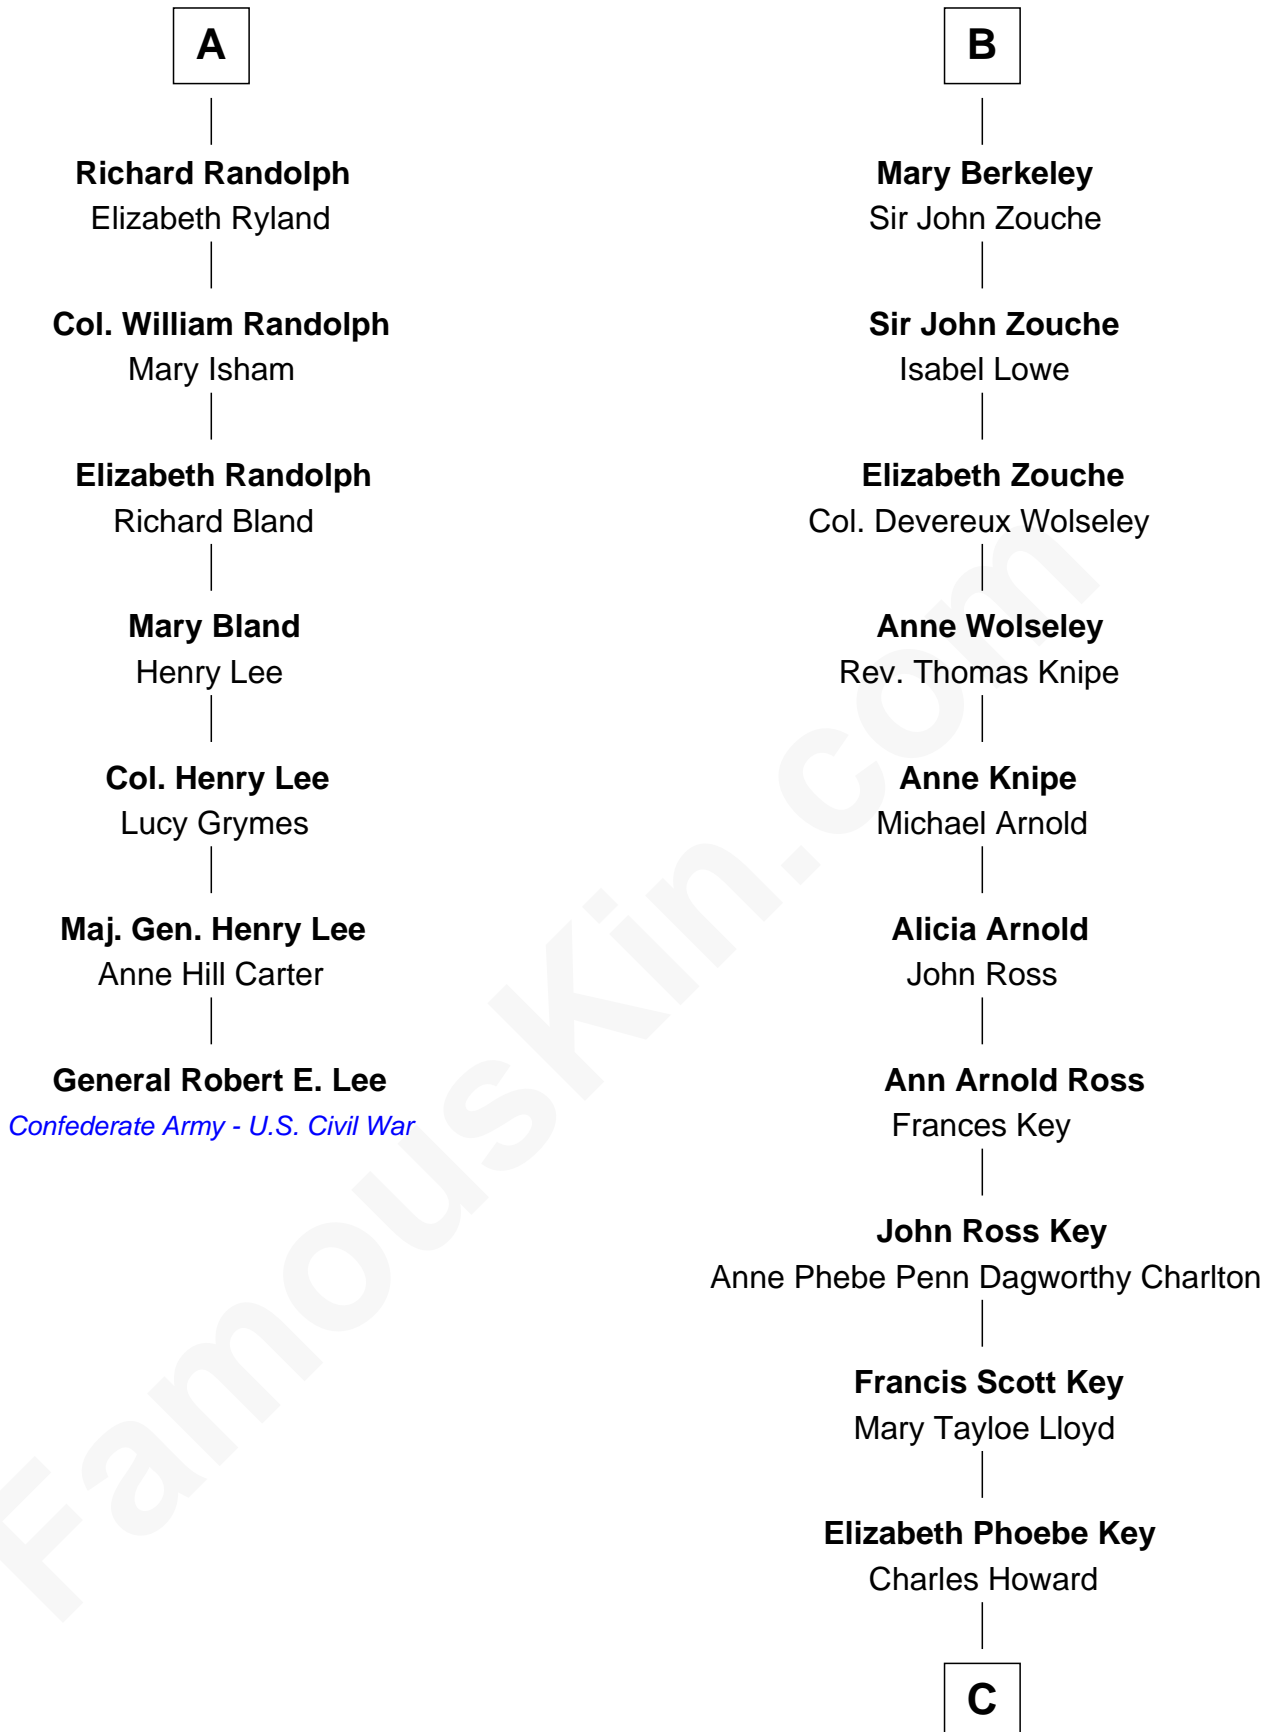 A
Richard Randolph
Elizabeth Ryland
Col. William Randolph
Mary Isham
Elizabeth Randolph
Richard Bland
Mary Bland
Henry Lee
Col. Henry Lee
Lucy Grymes
Maj. Gen. Henry Lee
Anne Hill Carter
General Robert E. Lee
Confederate Army - U.S. Civil War
B
Mary Berkeley
Sir John Zouche
Sir John Zouche
Isabel Lowe
Elizabeth Zouche
Col. Devereux Wolseley
Anne Wolseley
Rev. Thomas Knipe
Anne Knipe
Michael Arnold
Alicia Arnold
John Ross
Ann Arnold Ross
Frances Key
John Ross Key
Anne Phebe Penn Dagworthy Charlton
Francis Scott Key
Mary Tayloe Lloyd
Elizabeth Phoebe Key
Charles Howard
C
FamousKin.com